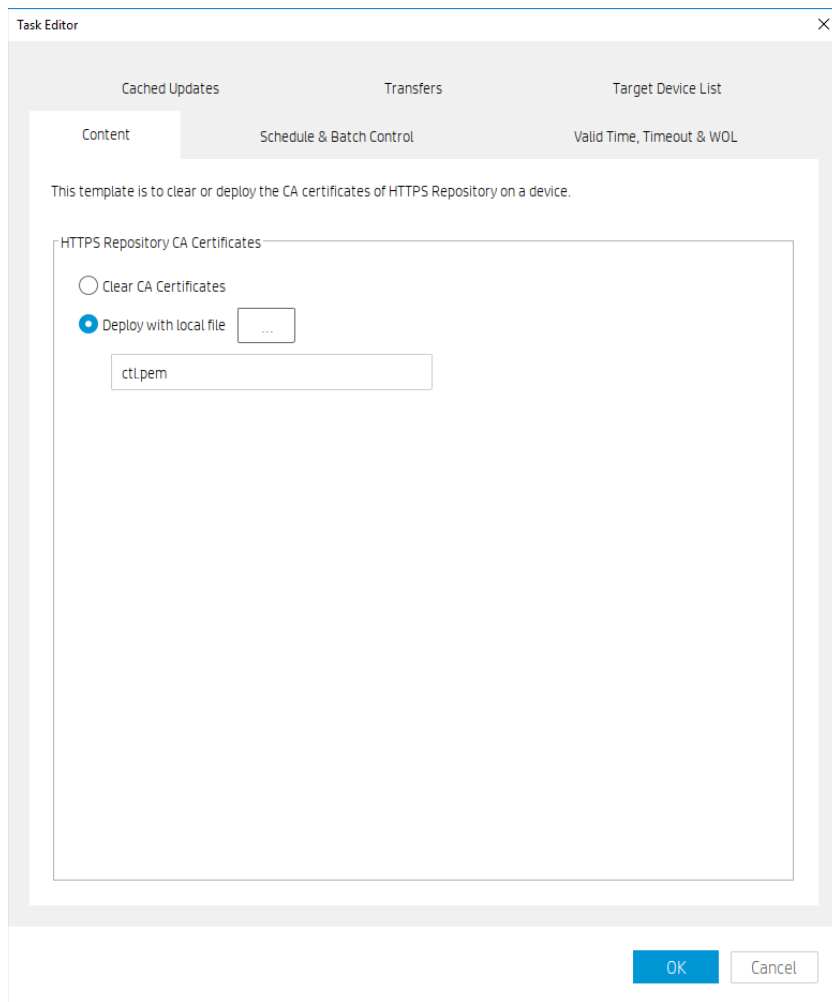 Task Editor
Cached Updates Transfers Target Device List
Content Schedule & Batch Control Valid Time, Timeout & WOL
This template is to clear or deploy the CA certificates of HTTPS Repository on a device.
HTTPS Repository CA Certificates
Clear CA Certificates
Deploy with local file ...
ctl.pem
OK Cancel